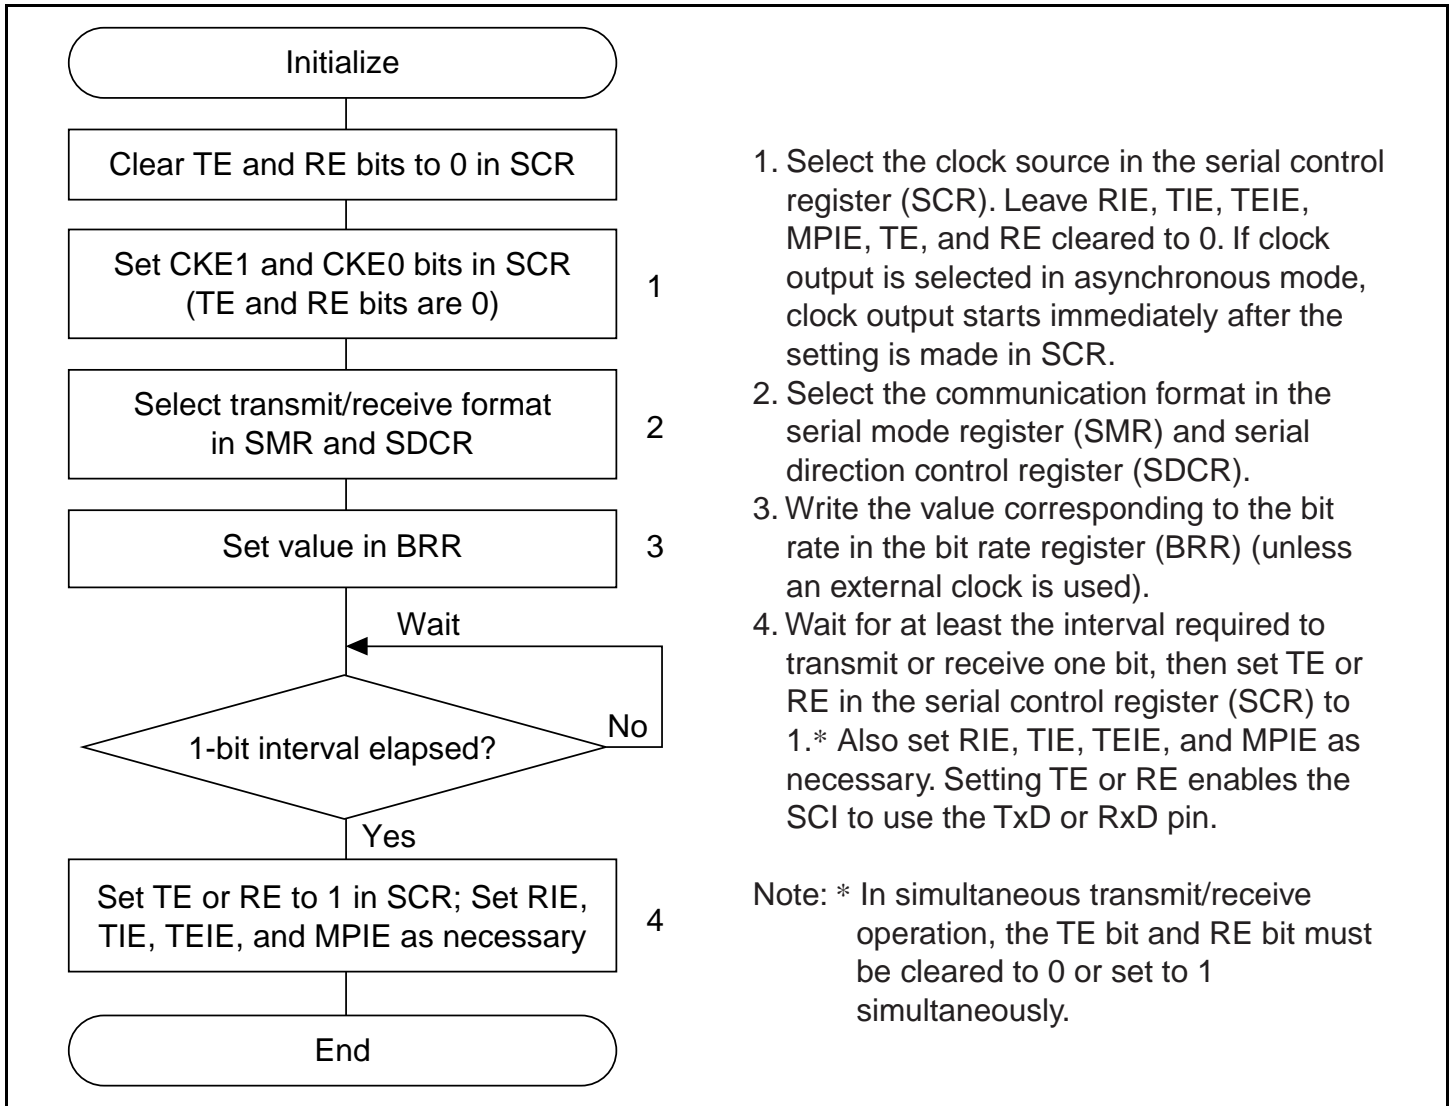 Initialize
Clear TE and RE bits to 0 in SCR
Set CKE1 and CKE0 bits in SCR
(TE and RE bits are 0)
1
Select transmit/receive format
in SMR and SDCR
2
Set value in BRR
3
Wait
1-bit interval elapsed?
No
Yes
Set TE or RE to 1 in SCR; Set RIE,
TIE, TEIE, and MPIE as necessary
4
End
1. Select the clock source in the serial control
register (SCR). Leave RIE, TIE, TEIE,
MPIE, TE, and RE cleared to 0. If clock
output is selected in asynchronous mode,
clock output starts immediately after the
setting is made in SCR.
2. Select the communication format in the
serial mode register (SMR) and serial
direction control register (SDCR).
3. Write the value corresponding to the bit
rate in the bit rate register (BRR) (unless
an external clock is used).
4. Wait for at least the interval required to
transmit or receive one bit, then set TE or
RE in the serial control register (SCR) to
1.* Also set RIE, TIE, TEIE, and MPIE as
necessary. Setting TE or RE enables the
SCI to use the TxD or RxD pin.
Note: * In simultaneous transmit/receive
operation, the TE bit and RE bit must
be cleared to 0 or set to 1
simultaneously.